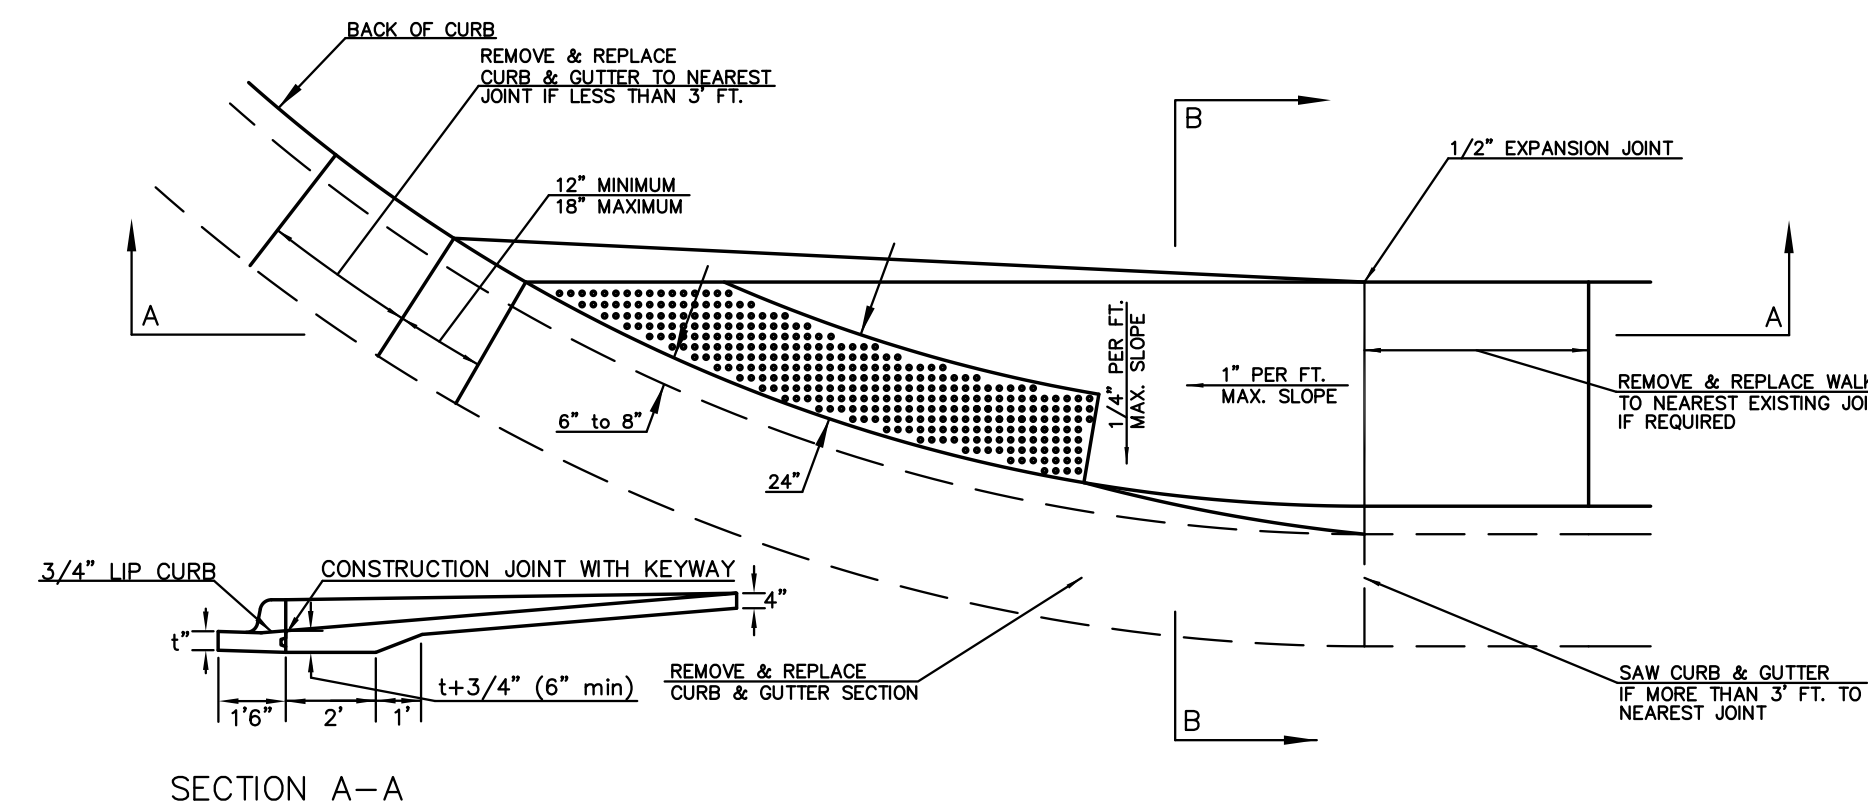 BACK OF CURB
REMOVE & REPLACE
CURB & GUTTER TO NEAREST
JOINT IF LESS THAN 3' FT.
B
1/2" EXPANSION JOINT
12" MINIMUM
18" MAXIMUM
A
A
1/4" PER FT.
MAX. SLOPE
1" PER FT.
MAX. SLOPE
REMOVE & REPLACE WALK
TO NEAREST EXISTING JOI
IF REQUIRED
6" to 8"
24"
3/4" LIP CURB
CONSTRUCTION JOINT WITH KEYWAY
4"
t"
t+3/4" (6" min)
1'6"
2'
1'
REMOVE & REPLACE
CURB & GUTTER SECTION
SAW CURB & GUTTER
IF MORE THAN 3' FT. TO
NEAREST JOINT
B
SECTION A-A